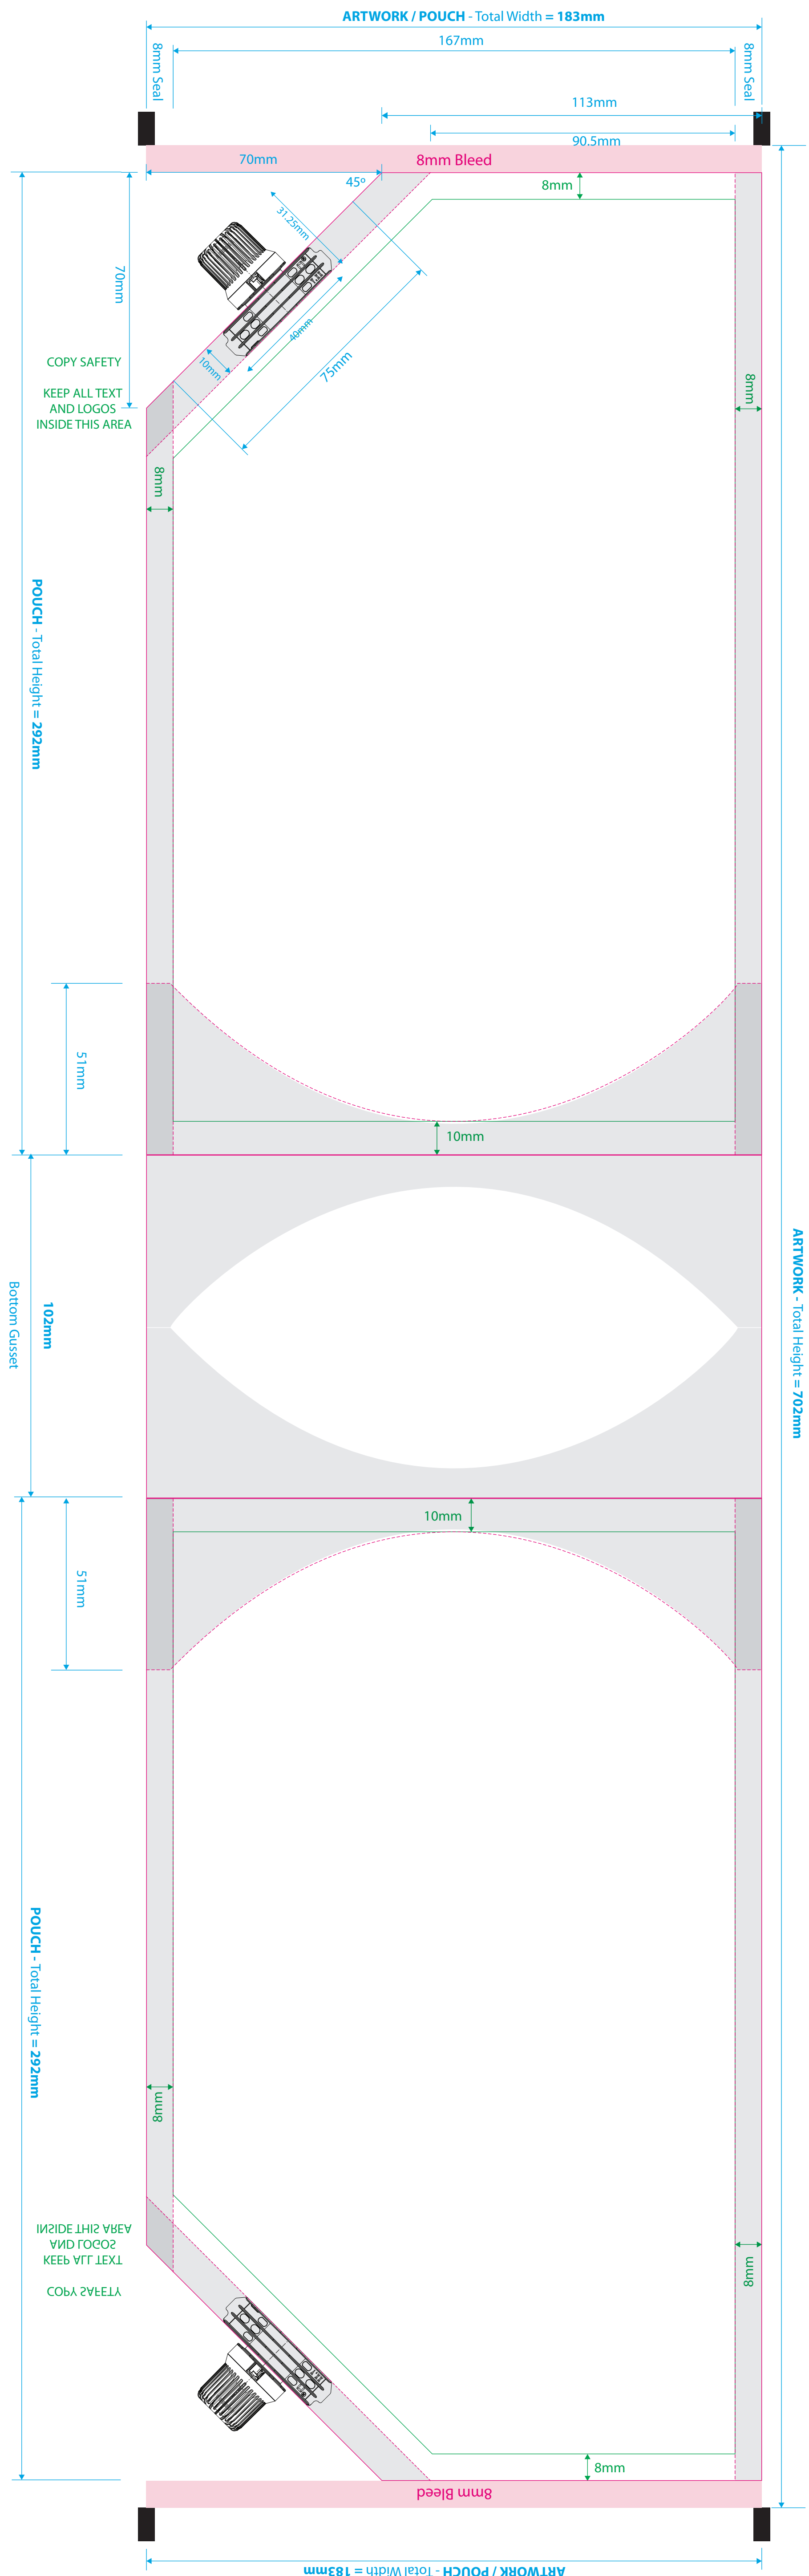 ARTWORK / POUCH - Total Width = 183mm
167mm
8mm Seal
8mm Seal
113mm
90.5mm
8mm Bleed
70mm
45º
8mm
31.25mm
70mm
40mm
10mm
75mm
COPY SAFETY
KEEP ALL TEXT
AND LOGOS
INSIDE THIS AREA
8mm
8mm
POUCH - Total Height = 292mm
51mm
10mm
102mm
Bottom Gusset
ARTWORK - Total Height = 702mm
10mm
51mm
POUCH - Total Height = 292mm
8mm
INSIDE THIS AREA
AND LOGOS
KEEP ALL TEXT
COPY SAFETY
8mm
8mm
8mm Bleed
ARTWORK / POUCH - Total Width = 183mm